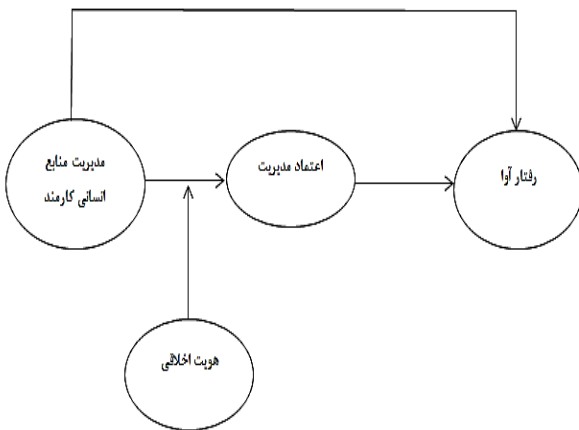 مدیریت منابع
انسانی کارمند
اعتماد مدیریت
رفتار آوا
هویت اخلاقی